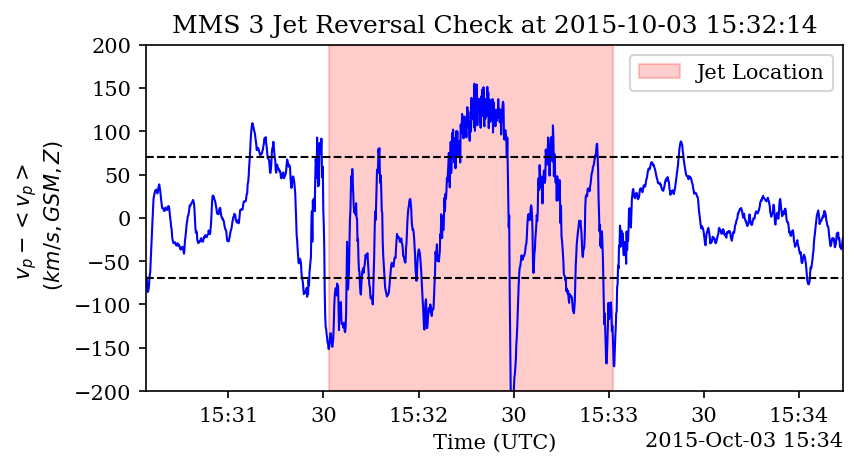 MMS 3 Jet Reversal Check at 2015-10-03 15:32:14
Jet Location
v_p − < v_p >
(km/s, GSM, Z)
200
150
100
50
0
−50
−100
−150
−200
15:31 30 15:32 30 15:33 30 15:34
Time (UTC)
2015-Oct-03 15:34